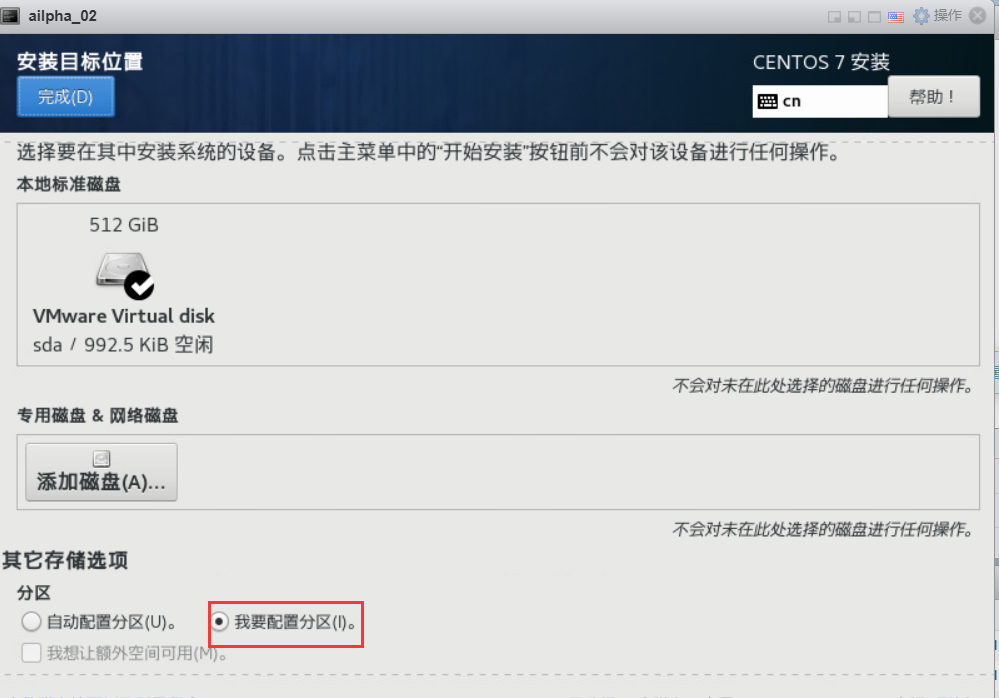 ailpha_02
操作
安装目标位置
CENTOS 7 安装
完成(D)
cn
帮助！
选择要在其中安装系统的设备。点击主菜单中的“开始安装”按钮前不会对该设备进行任何操作。
本地标准磁盘
512 GiB
VMware Virtual disk
sda / 992.5 KiB 空闲
不会对未在此处选择的磁盘进行任何操作。
专用磁盘 & 网络磁盘
添加磁盘(A)...
不会对未在此处选择的磁盘进行任何操作。
其它存储选项
分区
自动配置分区(U)。 我要配置分区(I)。
我想让额外空间可用(M)。